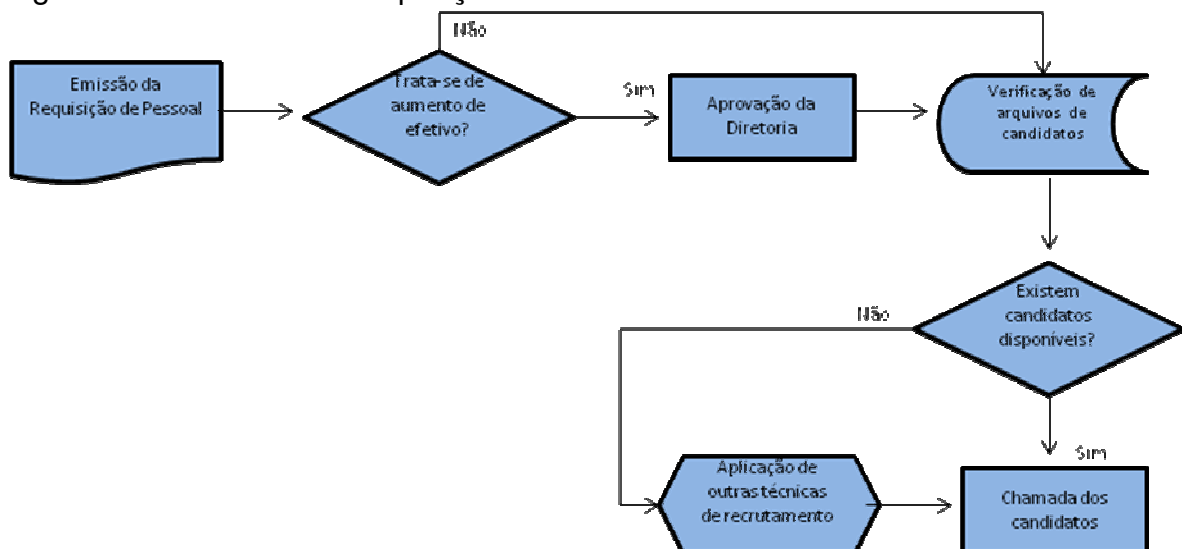 Não
Emissão da
Requisição de Pessoal
Trata-se de
aumento de
efetivo?
Sim
Aprovação da
Diretoria
Verificação de
arquivos de
candidatos
Existem
candidatos
disponíveis?
Não
Sim
Aplicação de
outras técnicas
de recrutamento
Chamada dos
candidatos